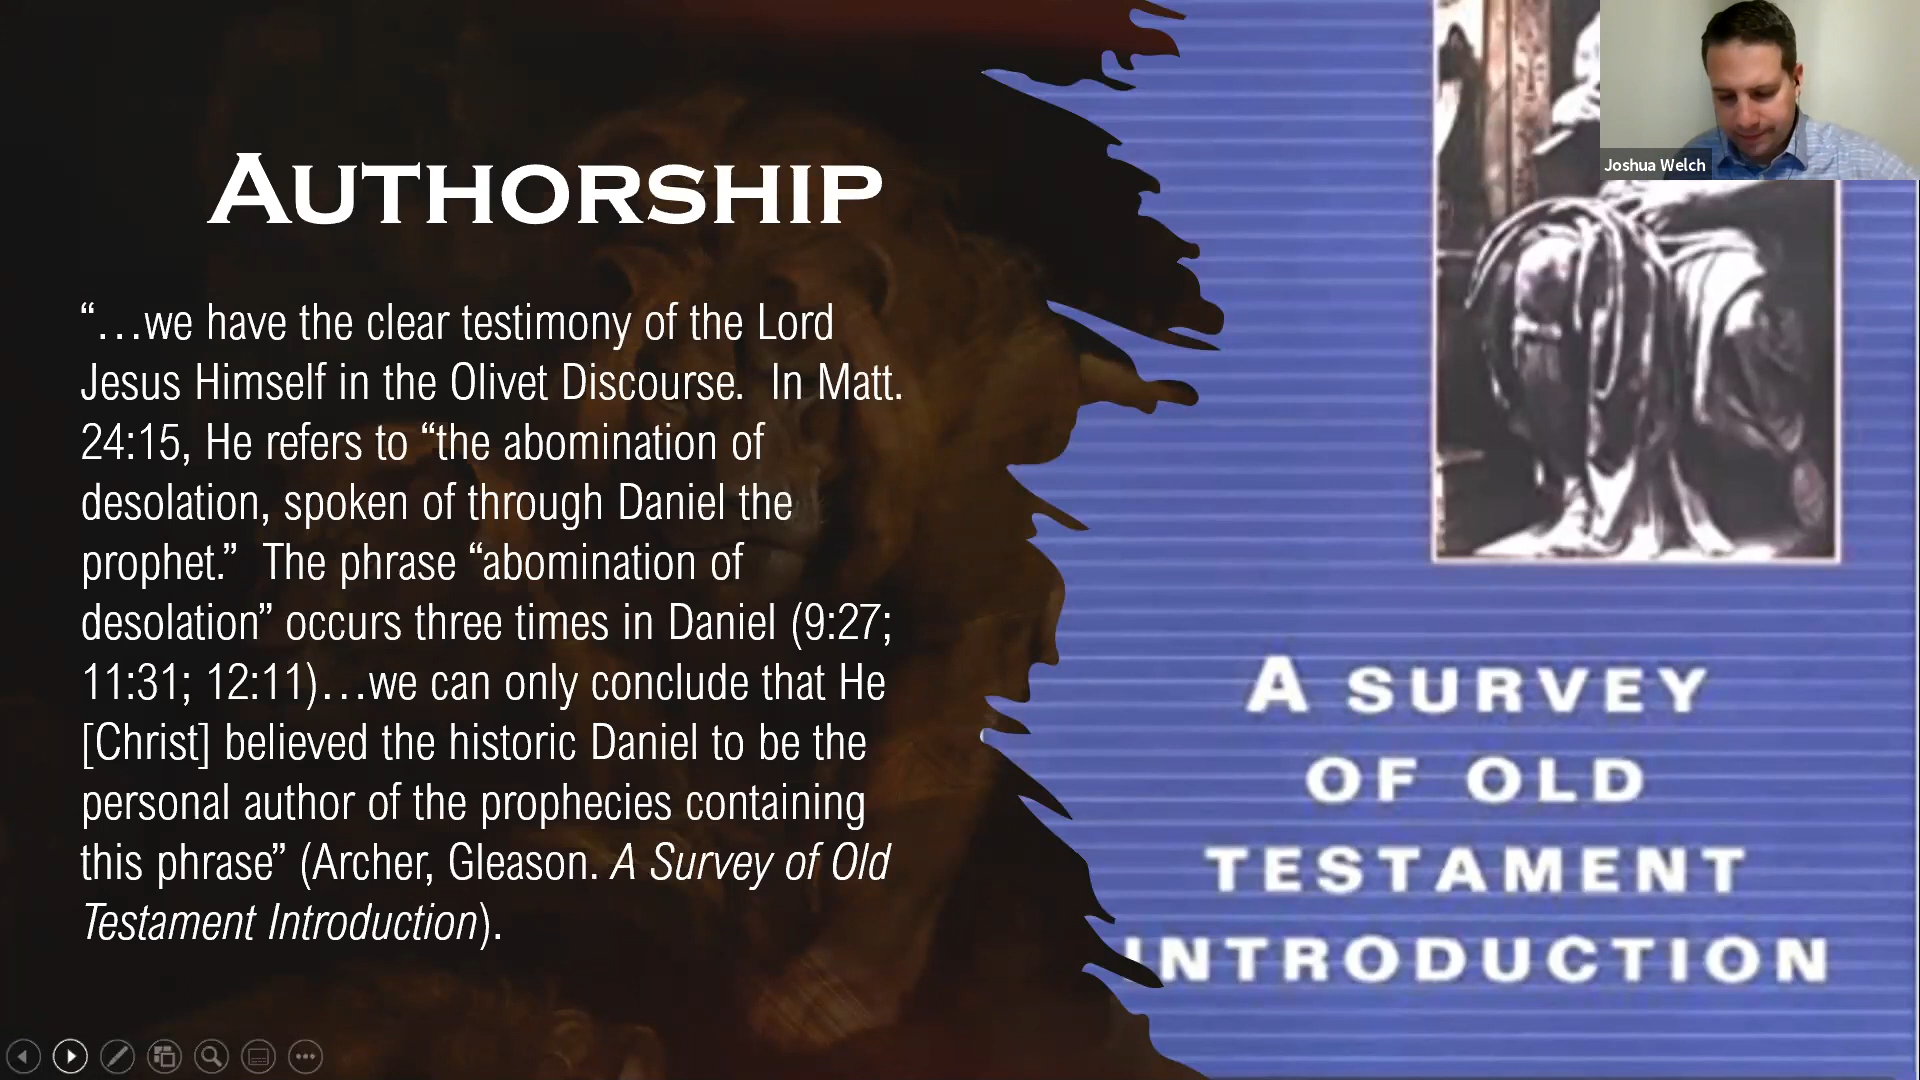 AUTHORSHIP
“…we have the clear testimony of the Lord
Jesus Himself in the Olivet Discourse.  In Matt.
24:15, He refers to “the abomination of
desolation, spoken of through Daniel the
prophet.”  The phrase “abomination of
desolation” occurs three times in Daniel (9:27;
11:31; 12:11)…we can only conclude that He
[Christ] believed the historic Daniel to be the
personal author of the prophecies containing
this phrase” (Archer, Gleason. A Survey of Old
Testament Introduction).
Joshua Welch
A SURVEY
OF OLD
TESTAMENT
INTRODUCTION